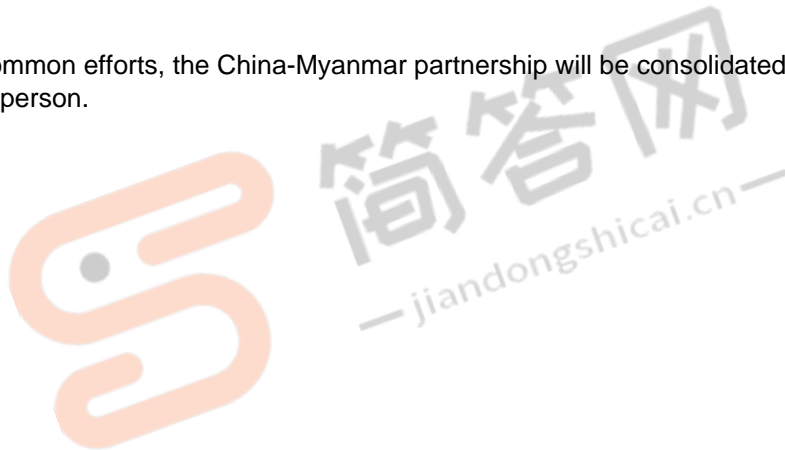 ommon efforts, the China-Myanmar partnership will be consolidated
person.
简答网
jiandongshicai.cn